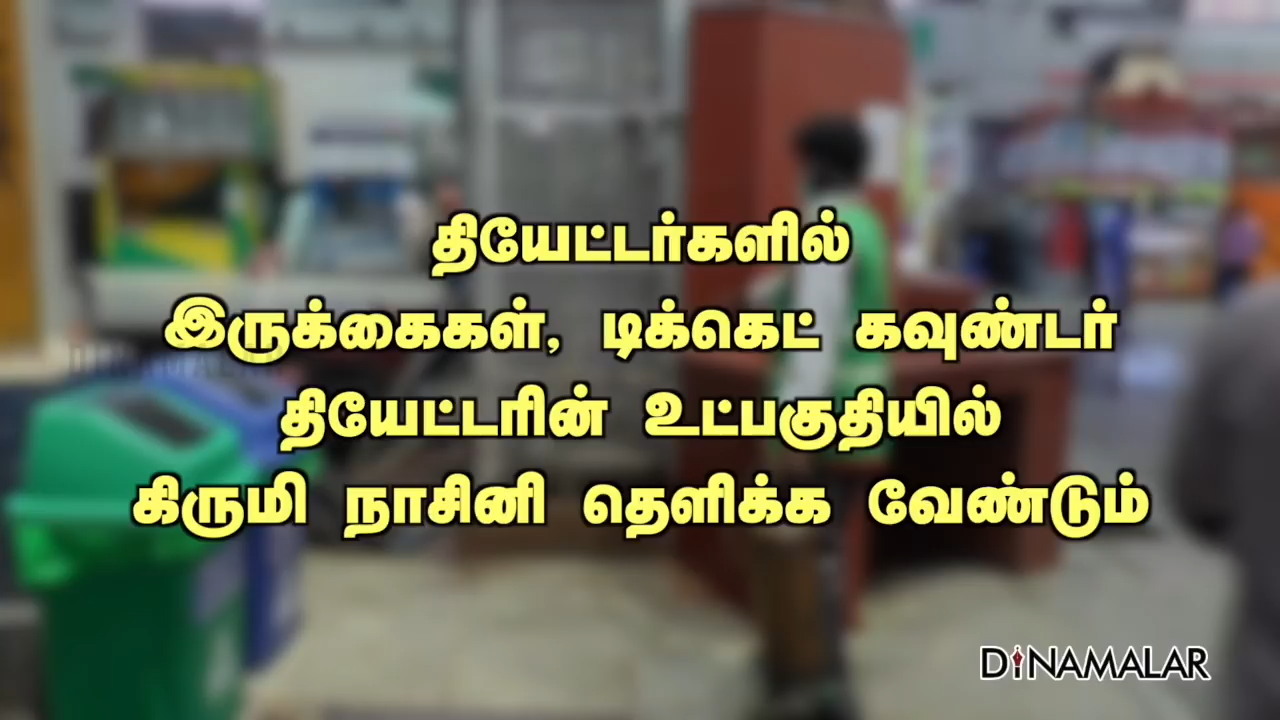 தியேட்டர்களில்
இருக்கைகள், டிக்கெட் கவுண்டர்
தியேட்டரின் உட்பகுதியில்
கிருமி நாசினி தெளிக்க வேண்டும்
DINAMALAR